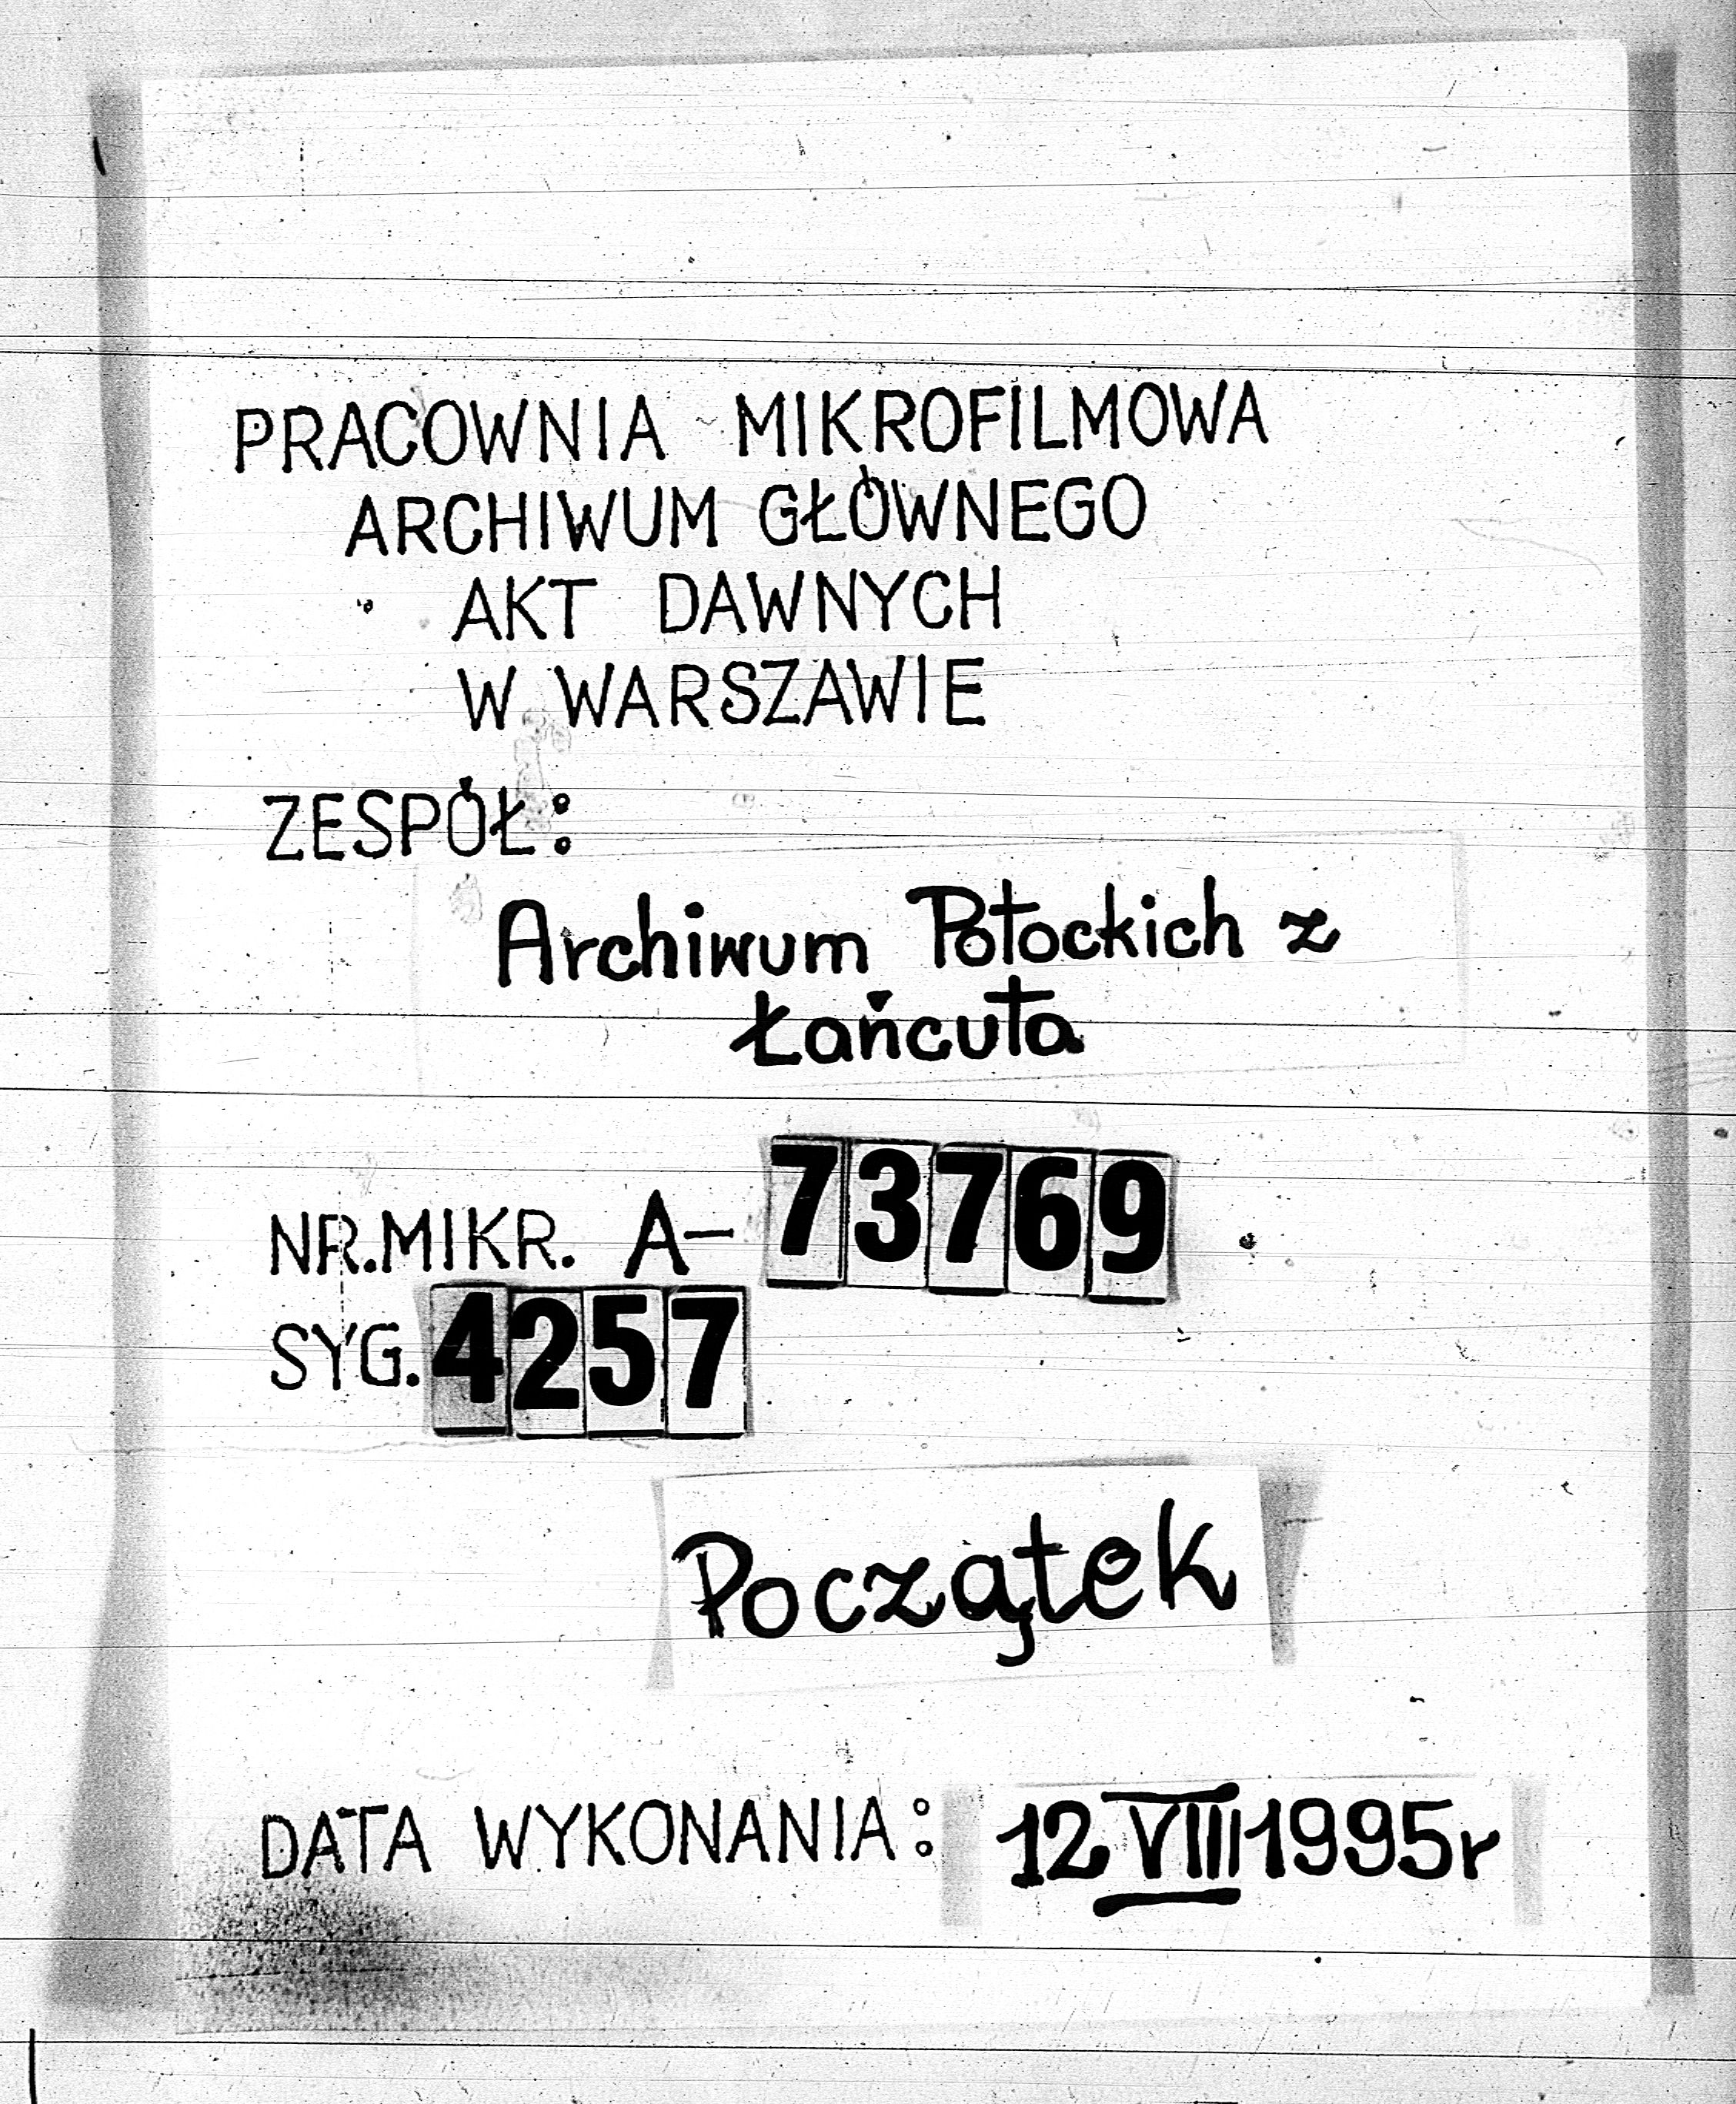 PRACOWNIA MIKROFILMOWA
ARCHIWUM GŁÓWNEGO
AKT DAWNYCH
W WARSZAWIE
ZESPÓŁ:
Archiwum Potockich z
Łańcuta
NR.MIKR. A- 73769
SYG. 4257
Początek
DATA WYKONANIA: 12 VIII 1995r